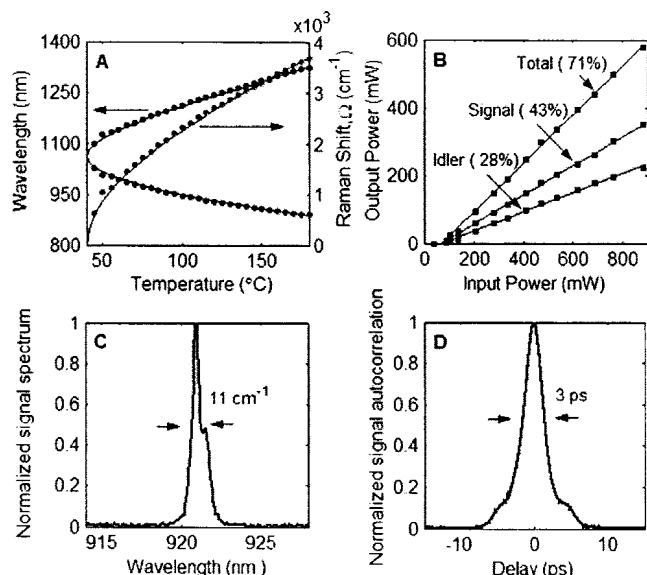 x10³
1400
1250
1100
950
800
A
4
3
2
1
0
50
100
150
Wavelength (nm)
Raman Shift,Ω (cm⁻¹)
Temperature (°C)
600
400
200
0
B
Total ( 71%)
Signal ( 43%)
Idler ( 28%)
0
200
400
600
800
Output Power (mW)
Input Power (mW)
1
0.8
0.6
0.4
0.2
0
C
11 cm⁻¹
915
920
925
Normalized signal spectrum
Wavelength (nm)
1
0.8
0.6
0.4
0.2
0
D
3 ps
-10
0
10
Normalized signal autocorrelation
Delay (ps)